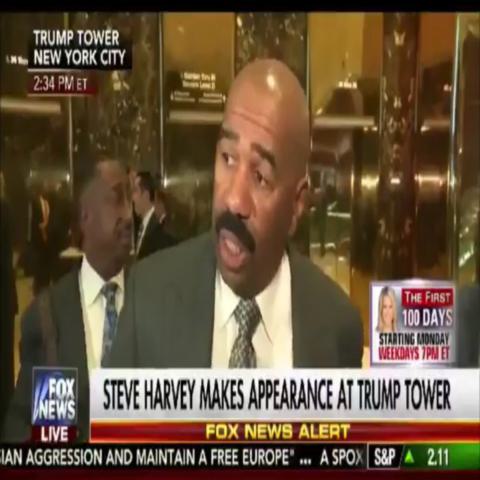 TRUMP TOWER
NEW YORK CITY
2:34 PM ET
THE FIRST
100 DAYS
STARTING MONDAY
WEEKDAYS 7PM ET
FOX
NEWS
LIVE
STEVE HARVEY MAKES APPEARANCE AT TRUMP TOWER
FOX NEWS ALERT
IAN AGGRESSION AND MAINTAIN A FREE EUROPE" ... A SPOX S&P ▲ 2.11